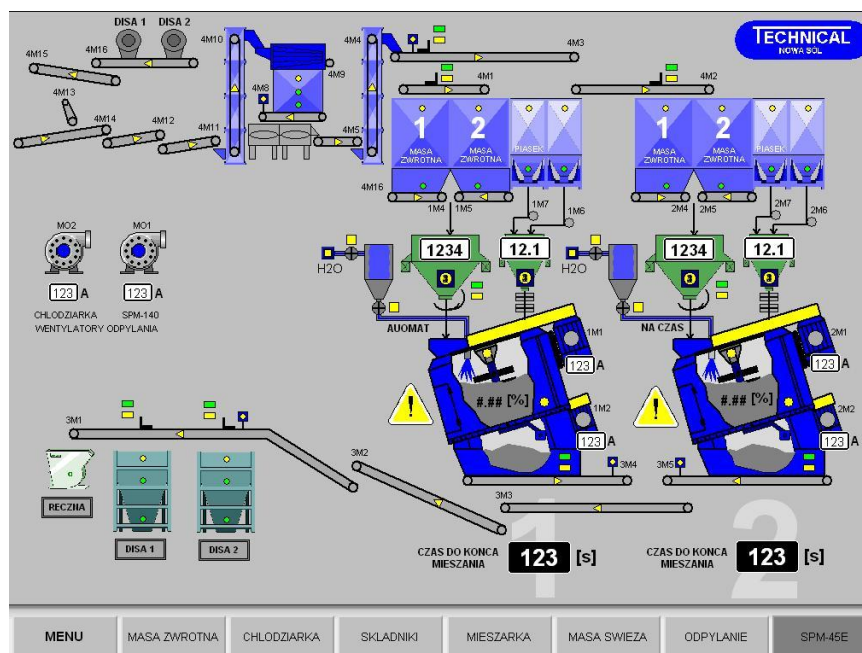 DISA 1 DISA 2
TECHNICAL
NOWA SOL
4M15
4M16
4M10
4M4
4M3
4M9
4M8
4M1
4M2
4M13
4M14
4M12
4M11
4M5
1
2
MASA
ZWROTNA
MASA
ZWROTNA
PIASEK
1
2
MASA
ZWROTNA
MASA
ZWROTNA
PIASEK
4M16
1M4
1M5
1M7
1M6
2M4
2M5
2M7
2M6
MO2
MO1
1234
12.1
1234
12.1
H2O
H2O
123 A
123 A
CHLODZIARKA
SPM-140
WENTYLATORY ODPYLANIA
AUOMAT
NA CZAS
1M1
123 A
2M1
123 A
#.## [%]
#.## [%]
1M2
123 A
2M2
123 A
3M1
3M2
3M4
3M5
3M3
RECZNA
DISA 1
DISA 2
1
2
CZAS DO KONCA
MIESZANIA
123 [s]
CZAS DO KONCA
MIESZANIA
123 [s]
MENU
MASA ZWROTNA
CHLODZIARKA
SKLADNIKI
MIESZARKA
MASA SWIEZA
ODPYLANIE
SPM-45E